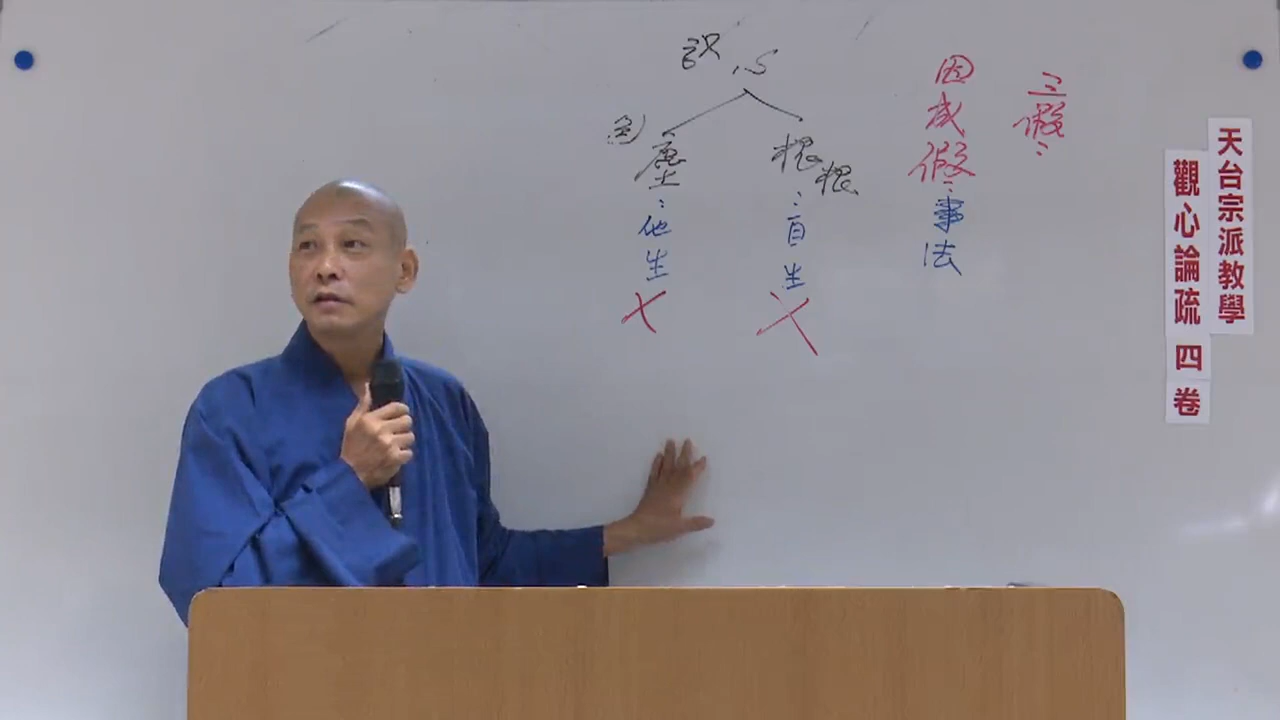 天台宗派教學
觀心論疏 四卷
三假:
因成假:事法
識心
根 根:自生
塵:他生